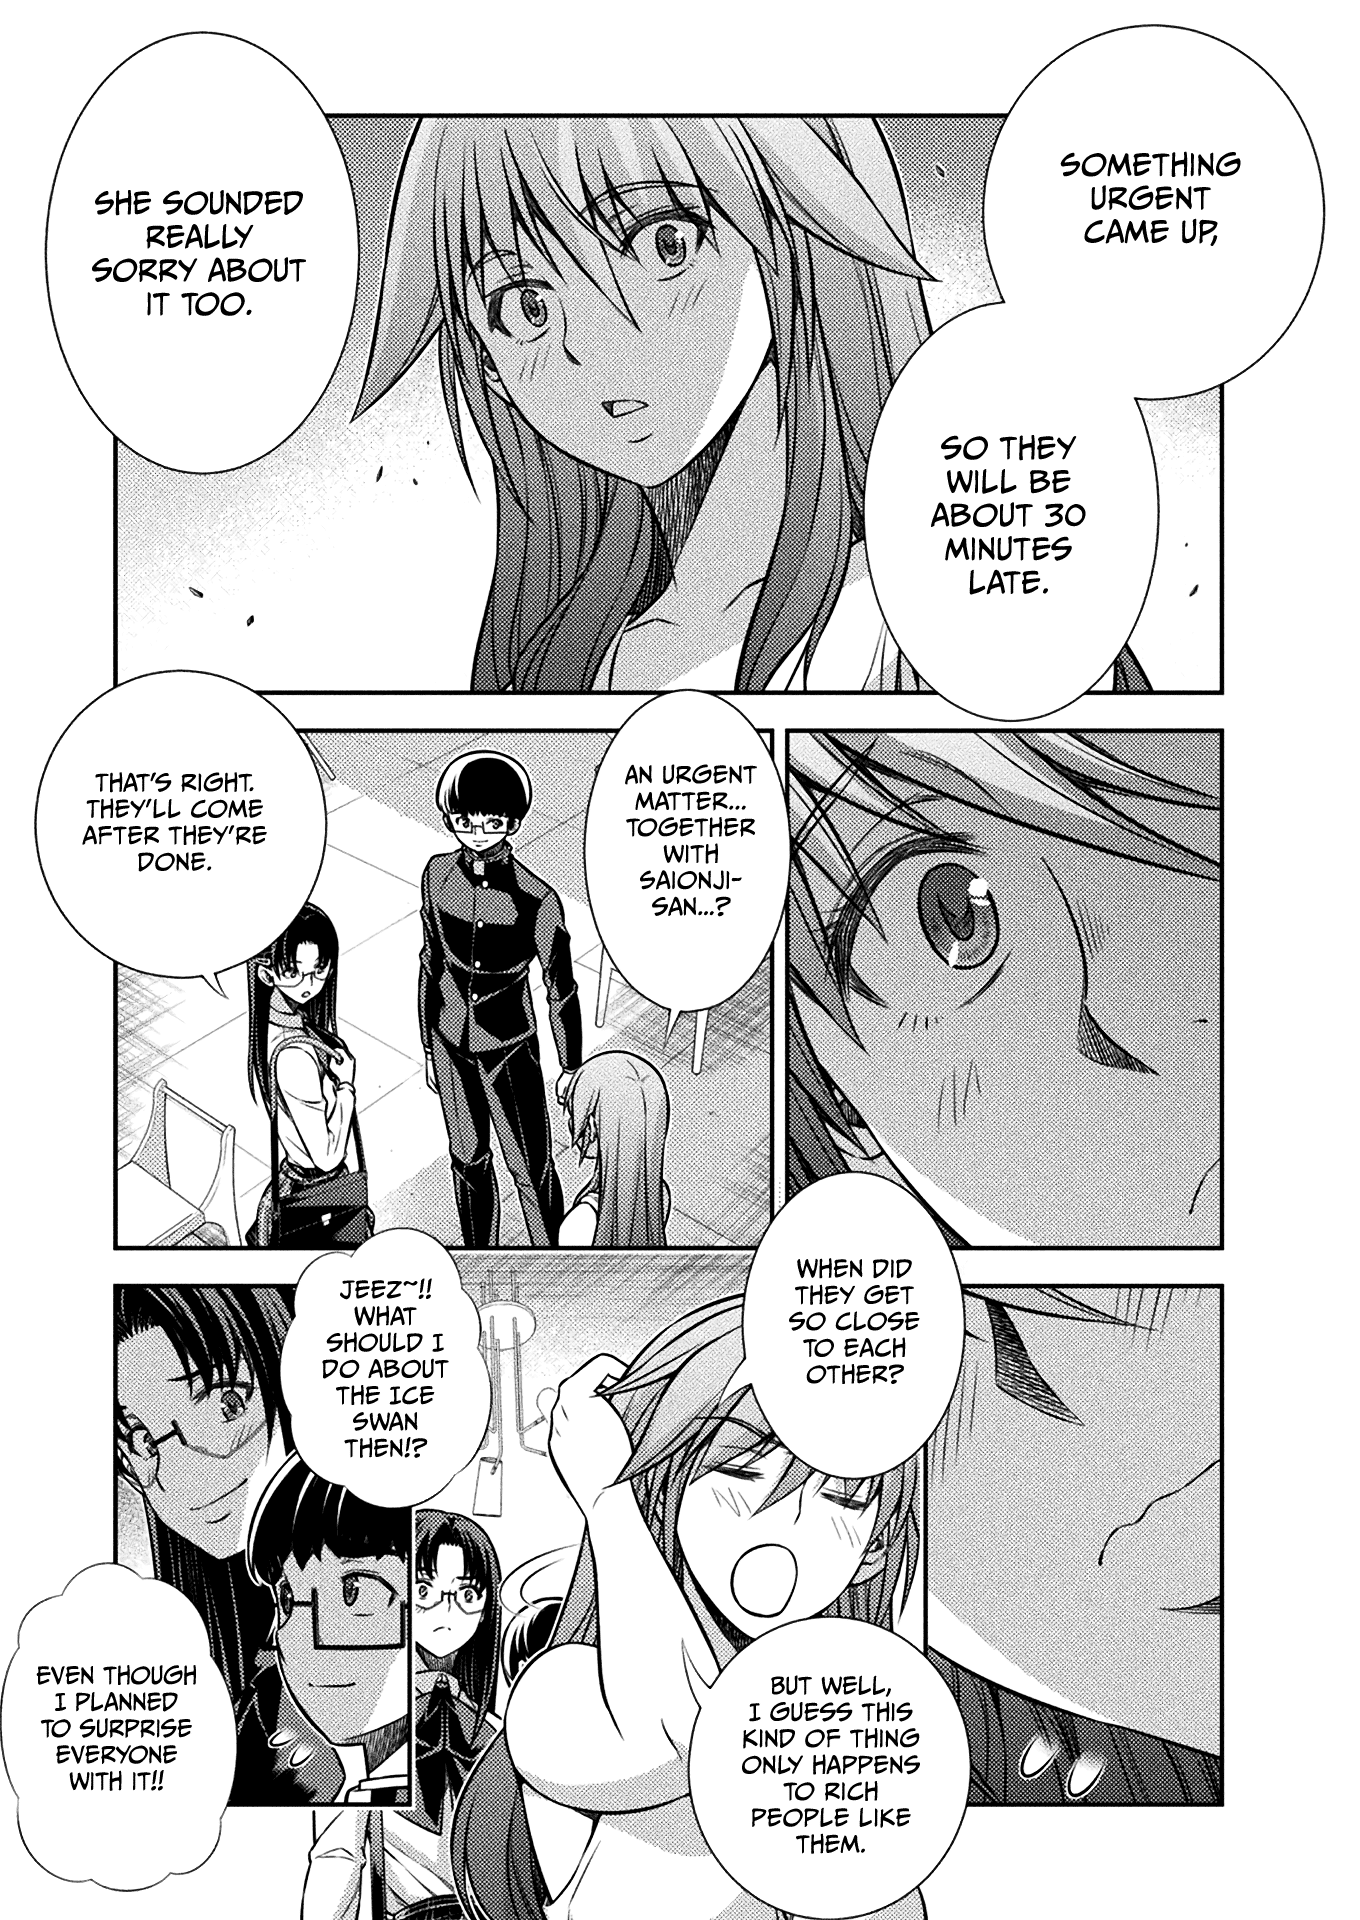 SOMETHING
URGENT
CAME UP,
SO THEY
WILL BE
ABOUT 30
MINUTES
LATE.
SHE SOUNDED
REALLY
SORRY ABOUT
IT TOO.
AN URGENT
MATTER...
TOGETHER
WITH
SAIONJI-
SAN...?
THAT'S RIGHT.
THEY'LL COME
AFTER THEY'RE
DONE.
WHEN DID
THEY GET
SO CLOSE
TO EACH
OTHER?
BUT WELL,
I GUESS THIS
KIND OF THING
ONLY HAPPENS
TO RICH
PEOPLE LIKE
THEM.
JEEZ~!!
WHAT
SHOULD I
DO ABOUT
THE ICE
SWAN
THEN!?
EVEN THOUGH
I PLANNED
TO SURPRISE
EVERYONE
WITH IT!!